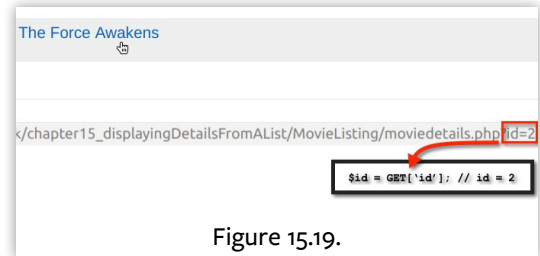 The Force Awakens
k/chapter15_displayingDetailsFromAList/MovieListing/moviedetails.php?id=2
$id = GET['id']; // id = 2
Figure 15.19.